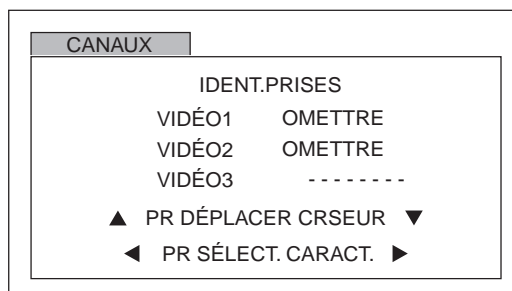 CANAUX
IDENT.PRISES
VIDÉO1 OMETTRE
VIDÉO2 OMETTRE
VIDÉO3 - - - - - - - -
▲ PR DÉPLACER CRSEUR ▼
◀ PR SÉLECT. CARACT. ▶